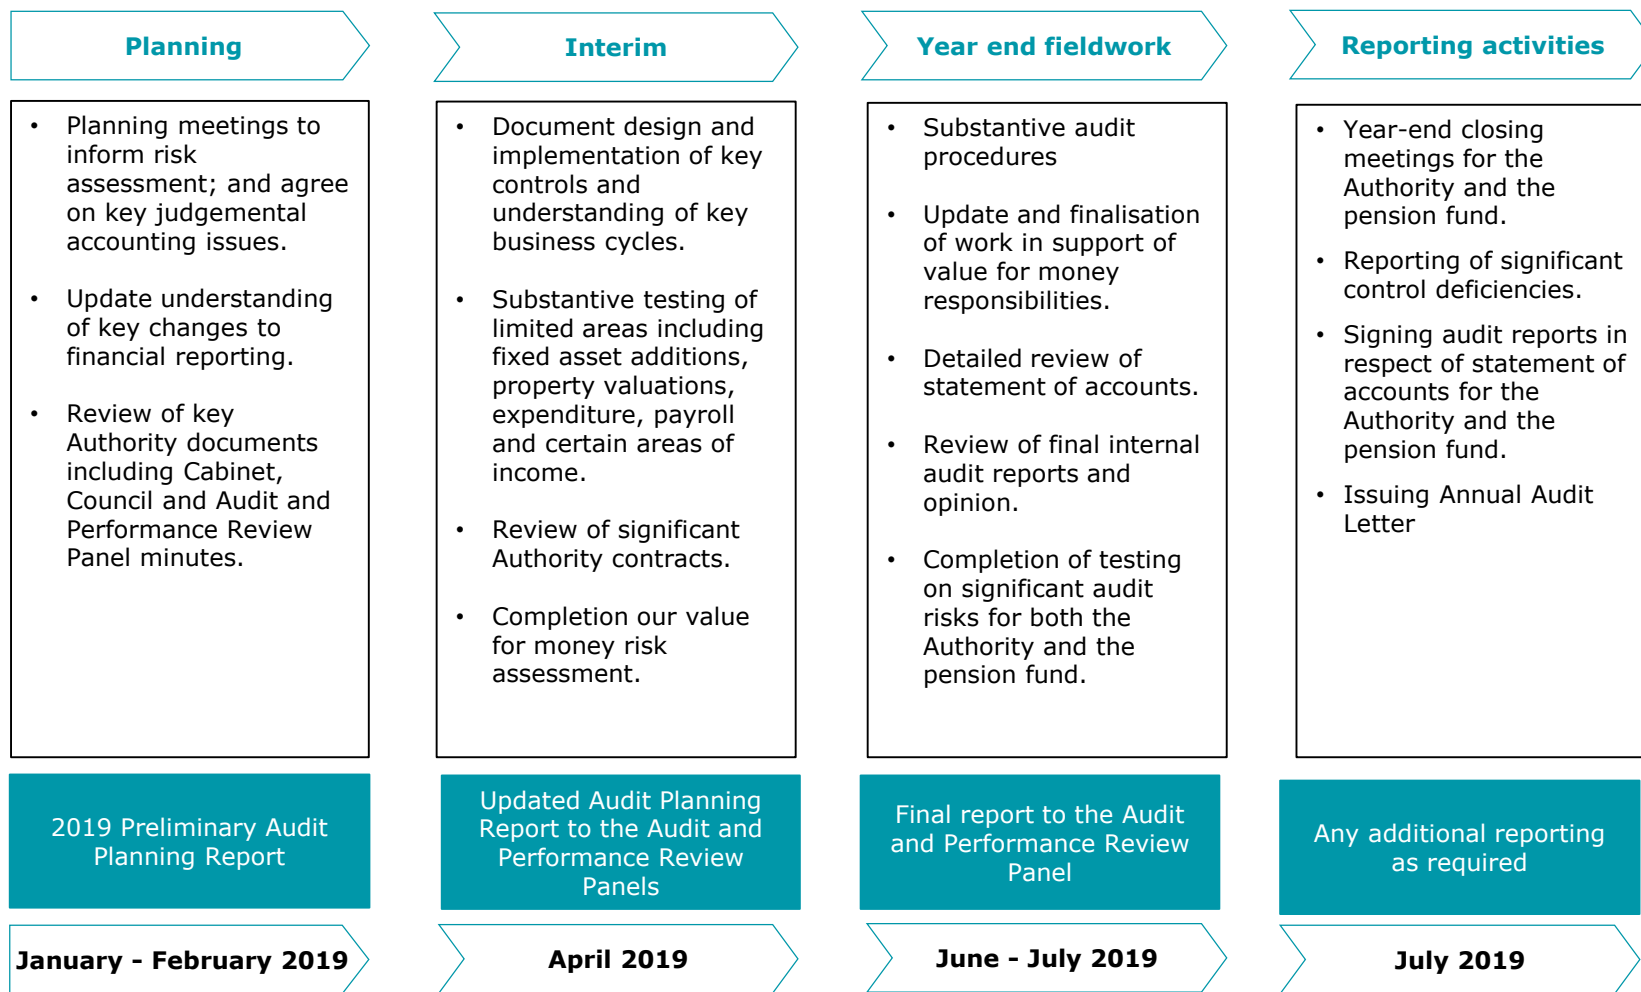 Planning
Interim
Year end fieldwork
Reporting activities
• Planning meetings to
inform risk
assessment; and agree
on key judgemental
accounting issues.
• Update understanding
of key changes to
financial reporting.
• Review of key
Authority documents
including Cabinet,
Council and Audit and
Performance Review
Panel minutes.
• Document design and
implementation of key
controls and
understanding of key
business cycles.
• Substantive testing of
limited areas including
fixed asset additions,
property valuations,
expenditure, payroll
and certain areas of
income.
• Review of significant
Authority contracts.
• Completion our value
for money risk
assessment.
• Substantive audit
procedures
• Update and finalisation
of work in support of
value for money
responsibilities.
• Detailed review of
statement of accounts.
• Review of final internal
audit reports and
opinion.
• Completion of testing
on significant audit
risks for both the
Authority and the
pension fund.
• Year-end closing
meetings for the
Authority and the
pension fund.
• Reporting of significant
control deficiencies.
• Signing audit reports in
respect of statement of
accounts for the
Authority and the
pension fund.
• Issuing Annual Audit
Letter
2019 Preliminary Audit
Planning Report
Updated Audit Planning
Report to the Audit and
Performance Review
Panels
Final report to the Audit
and Performance Review
Panel
Any additional reporting
as required
January - February 2019
April 2019
June - July 2019
July 2019